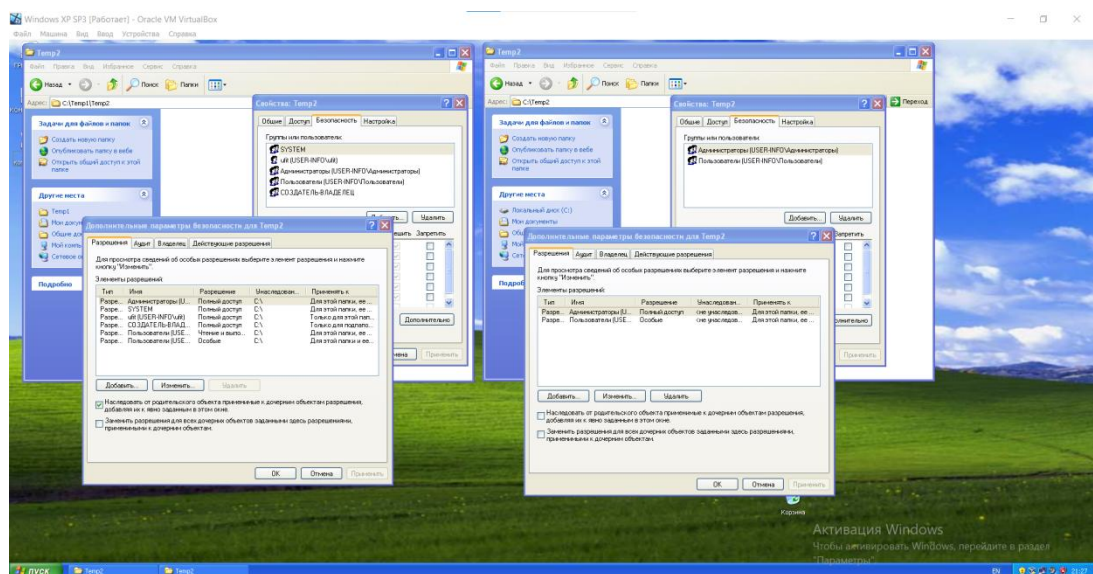 Windows XP SP3 [Работает] - Oracle VM VirtualBox
Файл Машина Вид Ввод Устройства Справка
Temp2
Файл Правка Вид Избранное Сервис Справка
Назад Поиск Папки
Адрес: C:\Temp1\Temp2
Задачи для файлов и папок
Создать новую папку
Опубликовать папку в вебе
Открыть общий доступ к этой папке
Другие места
Temp1
Мои докум
Общие до
Мой компь
Сетевое о
Подробно
Свойства: Temp2
Общие Доступ Безопасность Настройка
Группы или пользователи:
SYSTEM
ufit (USER-INFO\ufit)
Администраторы (USER-INFO\Администраторы)
Пользователи (USER-INFO\Пользователи)
СОЗДАТЕЛЬ-ВЛАДЕЛЕЦ
Удалить
Запретить
Дополнительно
Применить
Дополнительные параметры безопасности для Temp2
Разрешения Аудит Владелец Действующие разрешения
Для просмотра сведений об особых разрешениях выберите элемент разрешения и нажмите
кнопку "Изменить".
Элементы разрешений:
Тип Имя Разрешение Унаследован... Применять к
Разре... Администраторы (U... Полный доступ C:\ Для этой папки, ее ...
Разре... SYSTEM Полный доступ C:\ Для этой папки, ее ...
Разре... ufit (USER-INFO\ufit) Полный доступ C:\ Только для этой пап...
Разре... СОЗДАТЕЛЬ-ВЛАД... Полный доступ C:\ Только для подпапо...
Разре... Пользователи (USE... Чтение и выпо... C:\ Для этой папки, ее ...
Разре... Пользователи (USE... Особые C:\ Для этой папки и ее...
Добавить... Изменить... Удалить
Наследовать от родительского объекта применимые к дочерним объектам разрешения,
добавляя их к явно заданным в этом окне.
Заменить разрешения для всех дочерних объектов заданными здесь разрешениями,
применимыми к дочерним объектам.
OK Отмена Применить
Temp2
Файл Правка Вид Избранное Сервис Справка
Назад Поиск Папки
Адрес: C:\Temp2
Переход
Задачи для файлов и папок
Создать новую папку
Опубликовать папку в вебе
Открыть общий доступ к этой папке
Другие места
Локальный диск (C:)
Мои документы
Подроб
Свойства: Temp2
Общие Доступ Безопасность Настройка
Группы или пользователи:
Администраторы (USER-INFO\Администраторы)
Пользователи (USER-INFO\Пользователи)
Добавить... Удалить
Запретить
Применить
Дополнительные параметры безопасности для Temp2
Разрешения Аудит Владелец Действующие разрешения
Для просмотра сведений об особых разрешениях выберите элемент разрешения и нажмите
кнопку "Изменить".
Элементы разрешений:
Тип Имя Разрешение Унаследован... Применять к
Разре... Администраторы (U... Полный доступ <не унаследов... Для этой папки, ее ...
Разре... Пользователи (USE... Особые <не унаследов... Для этой папки, ее ...
Добавить... Изменить... Удалить
Наследовать от родительского объекта применимые к дочерним объектам разрешения,
добавляя их к явно заданным в этом окне.
Заменить разрешения для всех дочерних объектов заданными здесь разрешениями,
применимыми к дочерним объектам.
OK Отмена Применить
Корзина
Активация Windows
Чтобы активировать Windows, перейдите в раздел
"Параметры".
пуск Temp2 Temp2 EN 21:27